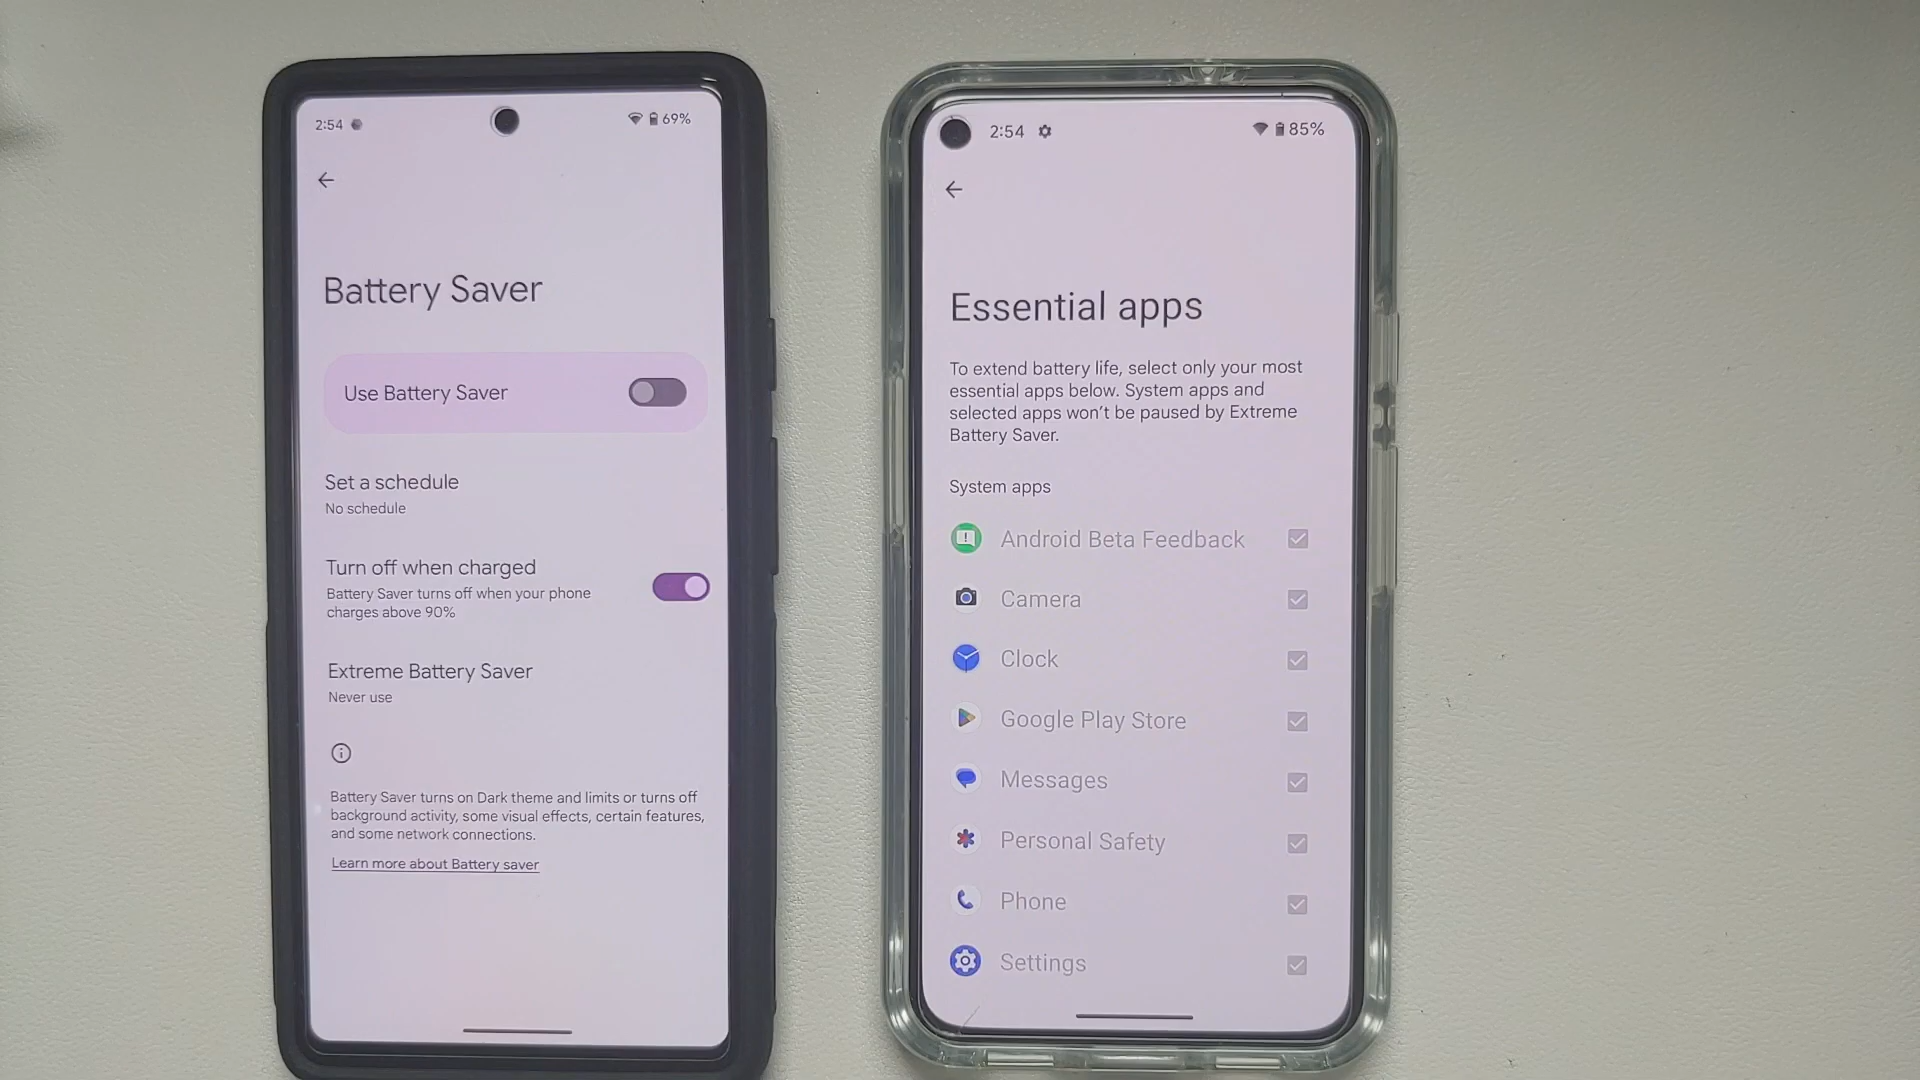 2:54
69%
Battery Saver
Use Battery Saver
Set a schedule
No schedule
Turn off when charged
Battery Saver turns off when your phone
charges above 90%
Extreme Battery Saver
Never use
Battery Saver turns on Dark theme and limits or turns off
background activity, some visual effects, certain features,
and some network connections.
Learn more about Battery saver
2:54
85%
Essential apps
To extend battery life, select only your most
essential apps below. System apps and
selected apps won't be paused by Extreme
Battery Saver.
System apps
Android Beta Feedback
Camera
Clock
Google Play Store
Messages
Personal Safety
Phone
Settings